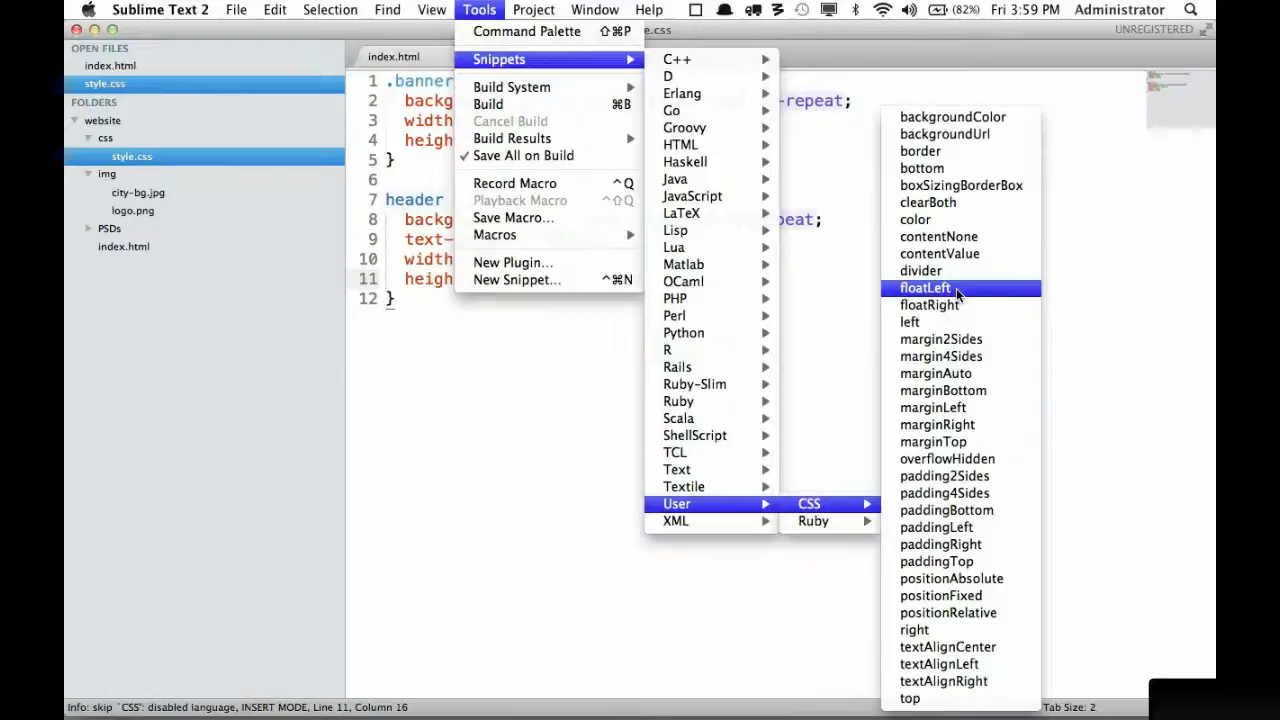 Sublime Text 2 File Edit Selection Find View Tools Project Window Help (82%) Fri 3:59 PM Administrator
.css UNREGISTERED
OPEN FILES
index.html
style.css
FOLDERS
website
css
style.css
img
city-bg.jpg
logo.png
PSDs
index.html
index.html
1 .banner
2 backg -repeat;
3 width
4 heigh
5 }
6
7 header
8 backg peat;
9 text-
10 width
11 heigh
12 }
Command Palette ⇧⌘P
Snippets
Build System
Build ⌘B
Cancel Build
Build Results
✓ Save All on Build
Record Macro ^Q
Playback Macro ^⇧Q
Save Macro...
Macros
New Plugin...
New Snippet... ^⌘N
C++
D
Erlang
Go
Groovy
HTML
Haskell
Java
JavaScript
LaTeX
Lisp
Lua
Matlab
OCaml
PHP
Perl
Python
R
Rails
Ruby-Slim
Ruby
Scala
ShellScript
TCL
Text
Textile
User
XML
CSS
Ruby
backgroundColor
backgroundUrl
border
bottom
boxSizingBorderBox
clearBoth
color
contentNone
contentValue
divider
floatLeft
floatRight
left
margin2Sides
margin4Sides
marginAuto
marginBottom
marginLeft
marginRight
marginTop
overflowHidden
padding2Sides
padding4Sides
paddingBottom
paddingLeft
paddingRight
paddingTop
positionAbsolute
positionFixed
positionRelative
right
textAlignCenter
textAlignLeft
textAlignRight
top
Info: skip `CSS': disabled language, INSERT MODE, Line 11, Column 16 Tab Size: 2